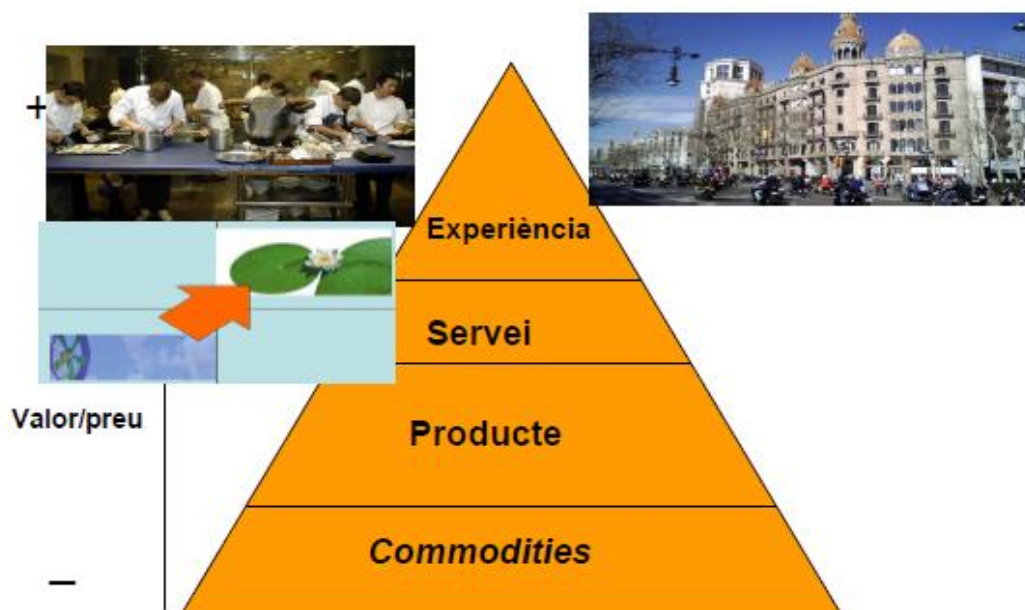 +
Experiència
Servei
Valor/preu
Producte
Commodities
–